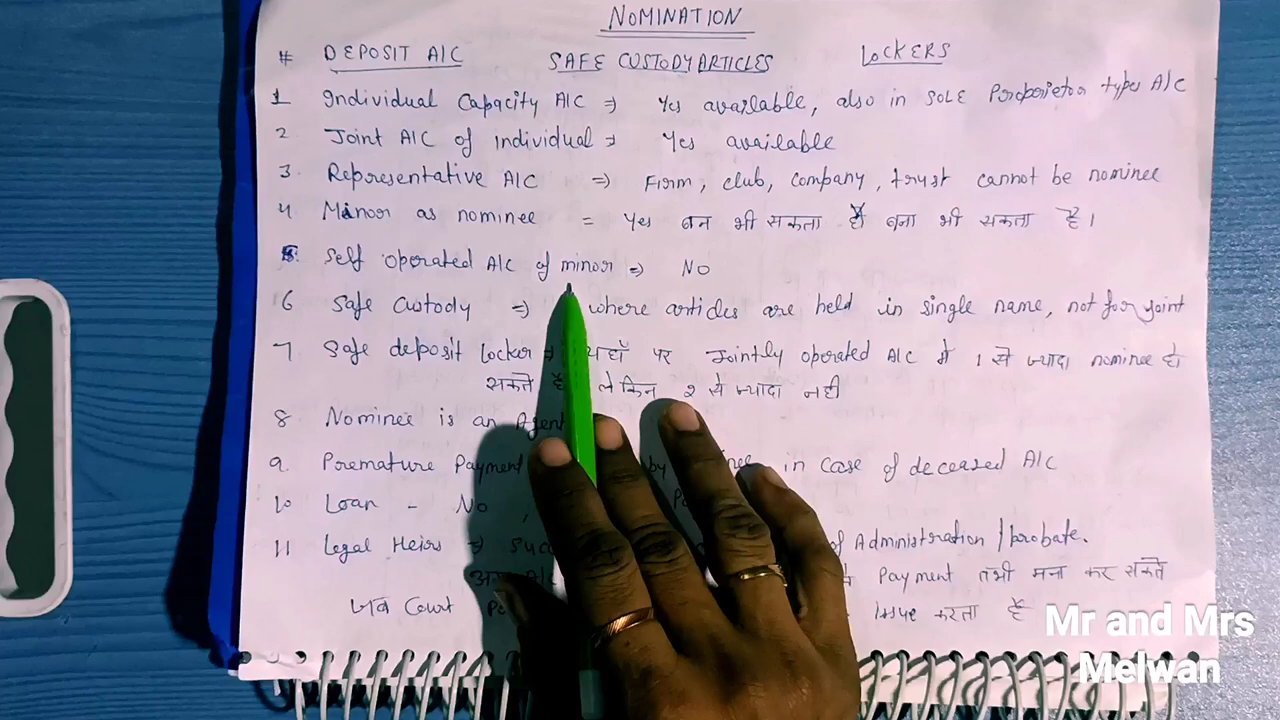 NOMINATION
# DEPOSIT A/C SAFE CUSTODY ARTICLES LOCKERS
1 Individual Capacity A/C ⇒ Yes available, also in SOLE Proprietor type A/C
2 Joint A/C of individual ⇒ Yes available
3. Representative A/C ⇒ Firm, club, company, trust cannot be nominee
4 Minor as nominee = Yes बन भी सकता है बना भी सकता है।
5 Self operated A/C of minor ⇒ NO
6 Safe Custody ⇒ where articles are held in single name, not for joint
7 Safe deposit locker ⇒ यहाँ पर Jointly operated A/C मे 1 से ज्यादा nominee हो
सकते है लेकिन 2 से ज्यादा नही
8 Nominee is an Agent
9. Premature Payment by in case of deceased A/C
10 Loan - No
11 Legal Heirs ⇒ of Administration / probate.
Payment तभी मना कर सकते
जब Court issue करता है
Mr and Mrs
Melwan